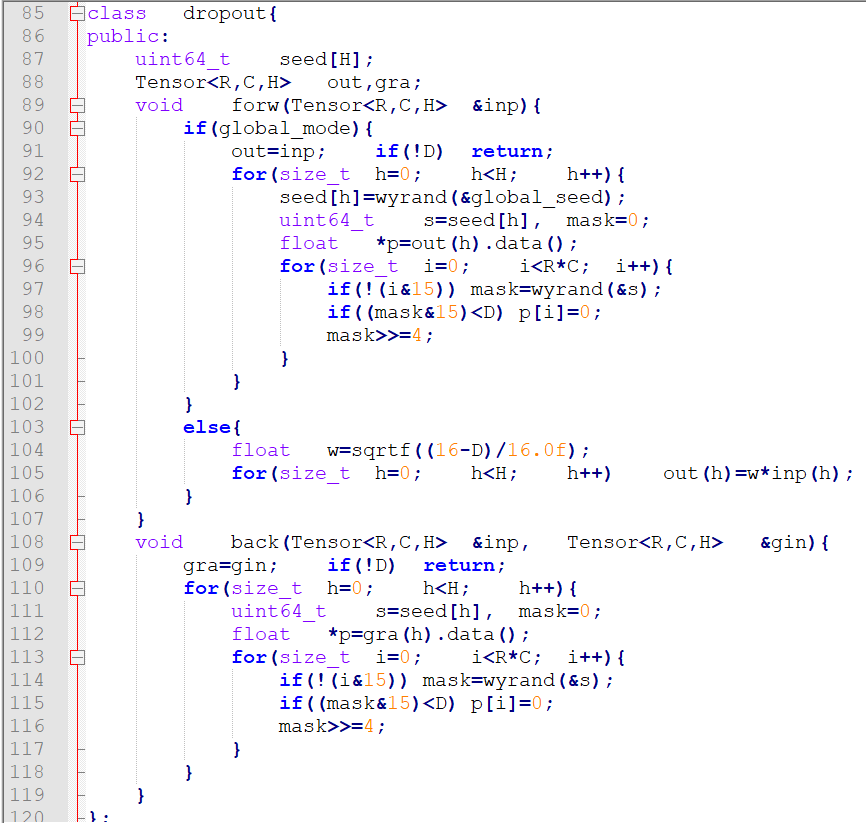 85 class   dropout{
86 public:
87     uint64_t    seed[H];
88     Tensor<R,C,H>   out,gra;
89     void    forw(Tensor<R,C,H>  &inp){
90         if(global_mode){
91             out=inp;    if(!D)  return;
92             for(size_t  h=0;    h<H;    h++){
93                 seed[h]=wyrand(&global_seed);
94                 uint64_t    s=seed[h],  mask=0;
95                 float   *p=out(h).data();
96                 for(size_t  i=0;    i<R*C;  i++){
97                     if(!(i&15)) mask=wyrand(&s);
98                     if((mask&15)<D) p[i]=0;
99                     mask>>=4;
100                 }
101             }
102         }
103         else{
104             float   w=sqrtf((16-D)/16.0f);
105             for(size_t  h=0;    h<H;    h++)    out(h)=w*inp(h);
106         }
107     }
108     void    back(Tensor<R,C,H>  &inp,   Tensor<R,C,H>   &gin){
109         gra=gin;    if(!D)  return;
110         for(size_t  h=0;    h<H;    h++){
111             uint64_t    s=seed[h],  mask=0;
112             float   *p=gra(h).data();
113             for(size_t  i=0;    i<R*C;  i++){
114                 if(!(i&15)) mask=wyrand(&s);
115                 if((mask&15)<D) p[i]=0;
116                 mask>>=4;
117             }
118         }
119     }
120 };